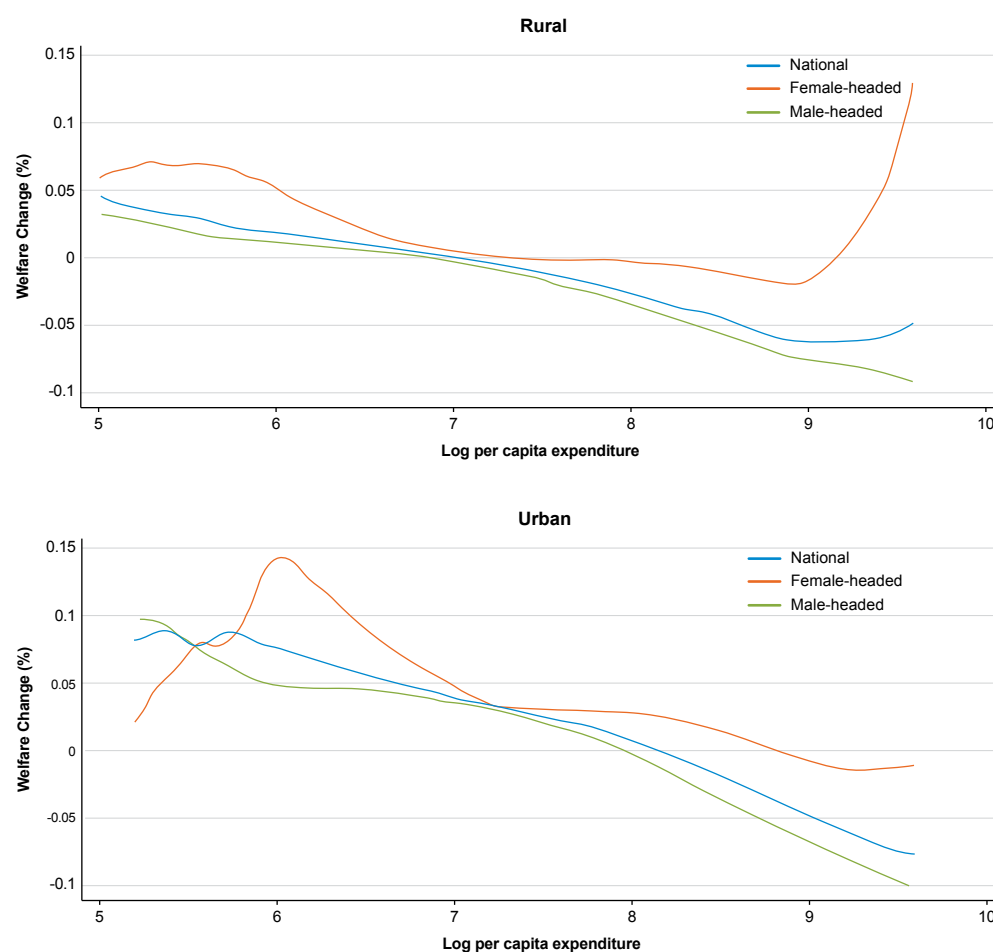 Rural
National
Female-headed
Male-headed
Welfare Change (%)
0.15
0.1
0.05
0
-0.05
-0.1
5 6 7 8 9 10
Log per capita expenditure
Urban
National
Female-headed
Male-headed
Welfare Change (%)
0.15
0.1
0.05
0
-0.05
-0.1
5 6 7 8 9 10
Log per capita expenditure